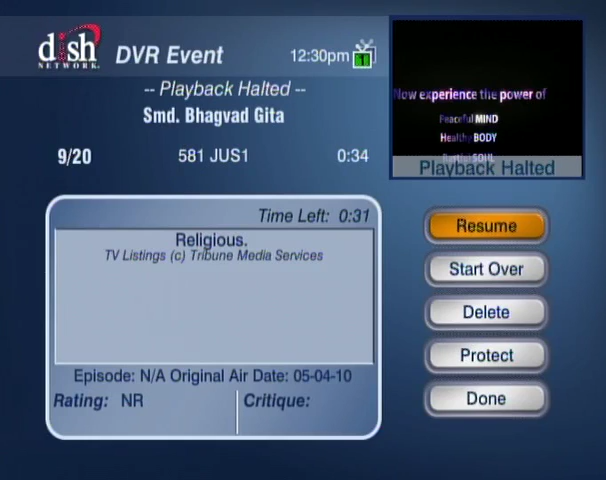 dish
NETWORK.
DVR Event
12:30pm
1
-- Playback Halted --
Smd. Bhagvad Gita
9/20
581 JUS1
0:34
Now experience the power of
Peaceful MIND
Healthy BODY
SOUL
Playback Halted
Time Left: 0:31
Religious.
TV Listings (c) Tribune Media Services
Episode: N/A Original Air Date: 05-04-10
Rating: NR
Critique:
Resume
Start Over
Delete
Protect
Done